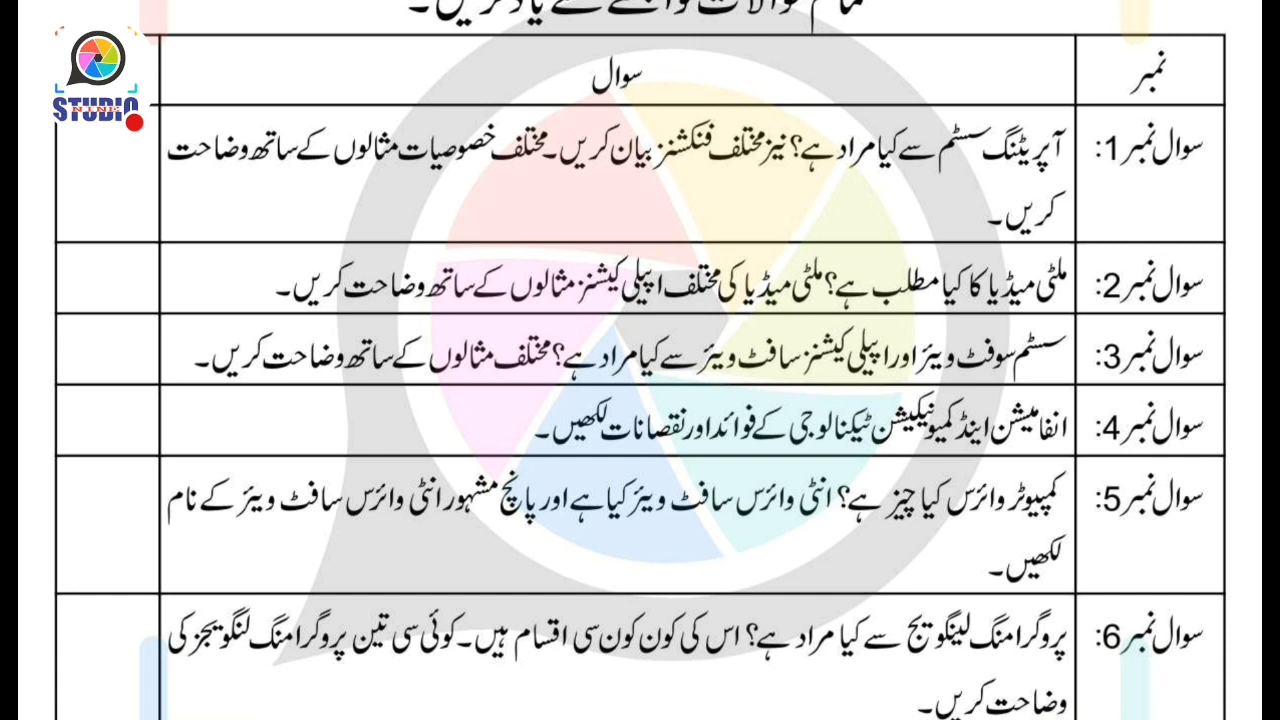 STUDIO
NINE
نمبر سوال
سوال نمبر 1: آپریٹنگ سسٹم سے کیا مراد ہے؟ نیز مختلف فنکشنز بیان کریں۔ مختلف خصوصیات مثالوں کے ساتھ وضاحت
کریں۔
سوال نمبر 2: ملٹی میڈیا کا کیا مطلب ہے؟ ملٹی میڈیا کی مختلف اپیلی کیشنز مثالوں کے ساتھ وضاحت کریں۔
سوال نمبر 3: سسٹم سوفٹ ویئر اور اپیلی کیشنز سافٹ ویئر سے کیا مراد ہے؟ مختلف مثالوں کے ساتھ وضاحت کریں۔
سوال نمبر 4: انفامیشن اینڈ کمیونیکیشن ٹیکنالوجی کے فوائد اور نقصانات لکھیں۔
سوال نمبر 5: کمپیوٹر وائرس کیا چیز ہے؟ انٹی وائرس سافٹ ویئر کیا ہے اور پانچ مشہور انٹی وائرس سافٹ ویئر کے نام
لکھیں۔
سوال نمبر 6: پروگرامنگ لینگویج سے کیا مراد ہے؟ اس کی کون کون سی اقسام ہیں۔ کوئی سی تین پروگرامنگ لنگویجز کی
وضاحت کریں۔